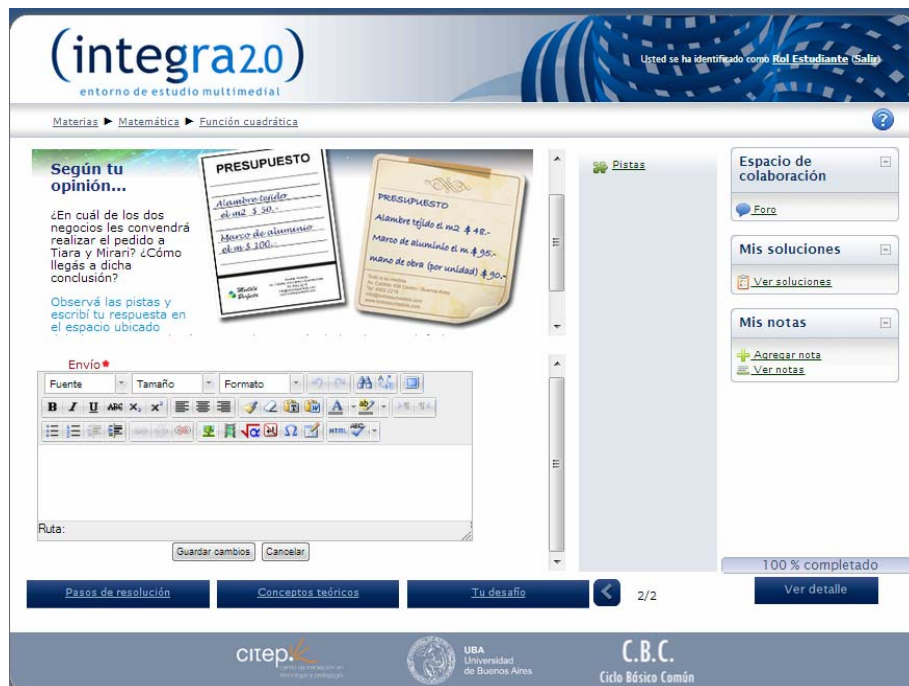 (integra2.0)
entorno de estudio multimedial
Usted se ha identificado como Rol Estudiante (Salir)
Materias ► Matemática ► Función cuadrática
Según tu
opinión...
¿En cuál de los dos
negocios les convendrá
realizar el pedido a
Tiara y Mirari? ¿Cómo
llegás a dicha
conclusión?
Observá las pistas y
escribí tu respuesta en
el espacio ubicado
PRESUPUESTO
Alambre tejido
el m2 $ 50.-
Marco de aluminio
el m $ 100.-
Medida
Perfecta
PRESUPUESTO
Alambre tejido el m2 $ 48.-
Marco de aluminio el m $ 95.-
mano de obra (por unidad) $ 90.-
Pistas
Espacio de
colaboración
Foro
Mis soluciones
Ver soluciones
Mis notas
Agregar nota
Ver notas
Envío
Fuente
Tamaño
Formato
HTML
Ruta:
Guardar cambios
Cancelar
100 % completado
Pasos de resolución
Conceptos teóricos
Tu desafío
2/2
Ver detalle
citep.
UBA
Universidad
de Buenos Aires
C.B.C.
Ciclo Básico Común